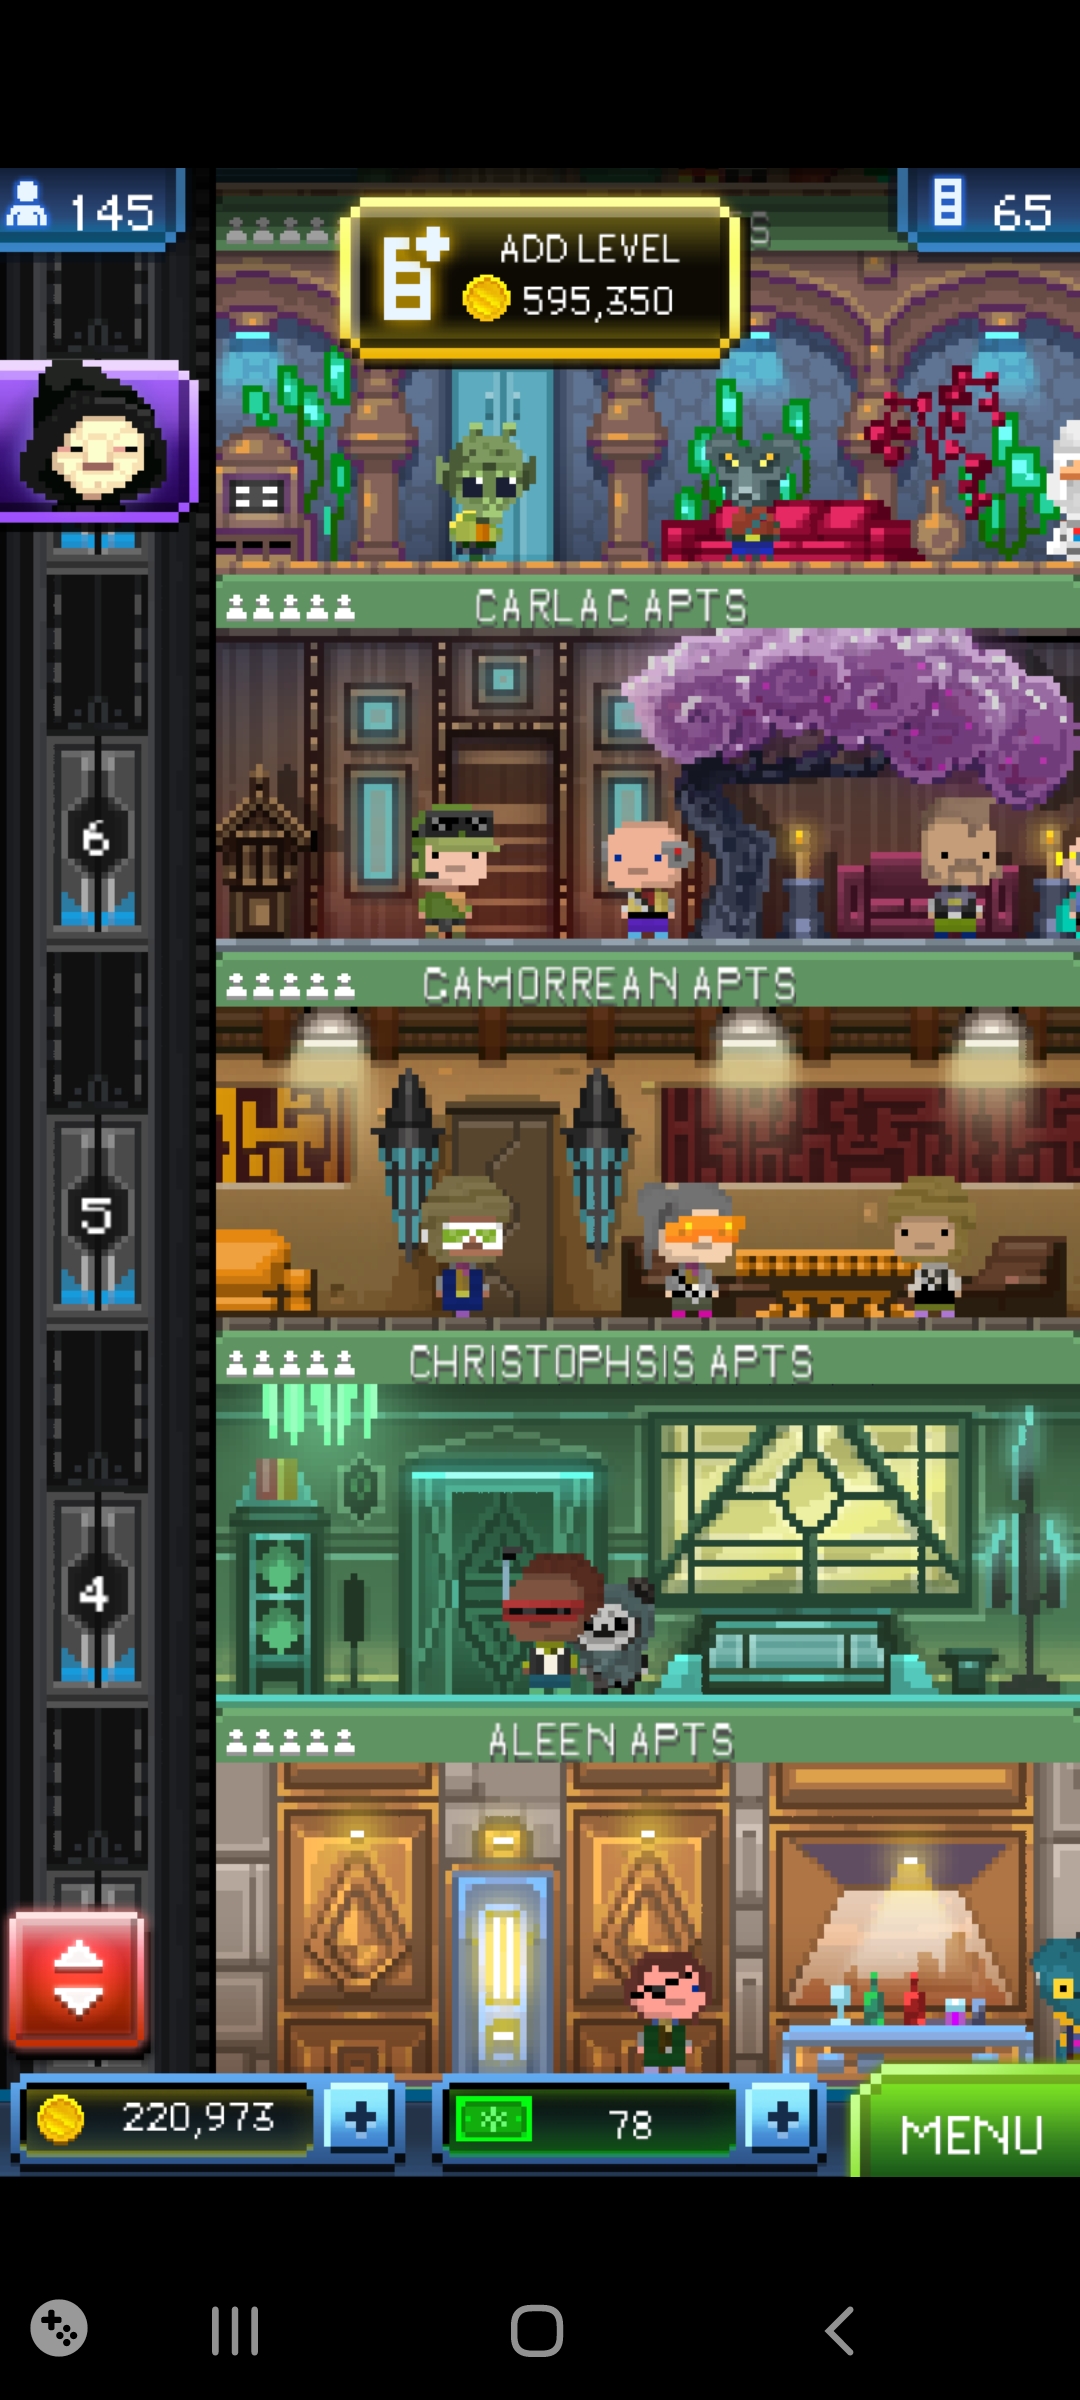 145
65
ADD LEVEL
595,350
CARLAC APTS
6
CAMORREAN APTS
5
CHRISTOPHSIS APTS
4
ALEEN APTS
220,973
78
MENU